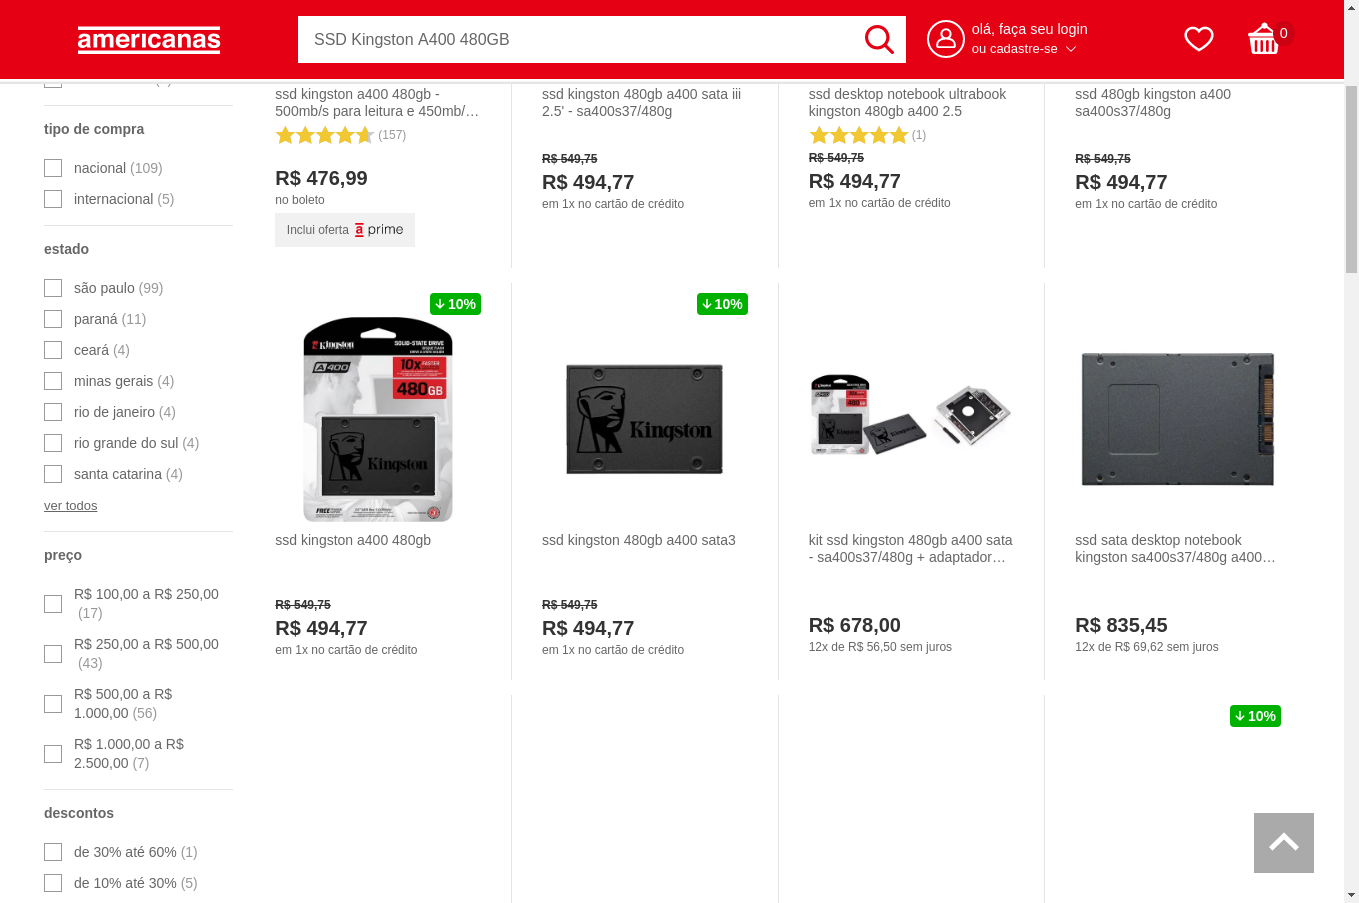 americanas
SSD Kingston A400 480GB
olá, faça seu login
ou cadastre-se
0
tipo de compra
nacional (109)
internacional (5)
estado
são paulo (99)
paraná (11)
ceará (4)
minas gerais (4)
rio de janeiro (4)
rio grande do sul (4)
santa catarina (4)
ver todos
preço
R$ 100,00 a R$ 250,00
(17)
R$ 250,00 a R$ 500,00
(43)
R$ 500,00 a R$
1.000,00 (56)
R$ 1.000,00 a R$
2.500,00 (7)
descontos
de 30% até 60% (1)
de 10% até 30% (5)
ssd kingston a400 480gb -
500mb/s para leitura e 450mb/…
(157)
R$ 476,99
no boleto
Inclui oferta a prime
ssd kingston 480gb a400 sata iii
2.5' - sa400s37/480g
R$ 549,75
R$ 494,77
em 1x no cartão de crédito
ssd desktop notebook ultrabook
kingston 480gb a400 2.5
(1)
R$ 549,75
R$ 494,77
em 1x no cartão de crédito
ssd 480gb kingston a400
sa400s37/480g
R$ 549,75
R$ 494,77
em 1x no cartão de crédito
10%
Kingston
SOLID-STATE DRIVE
A400
10x FASTER
480GB
Kingston
FREE
ssd kingston a400 480gb
R$ 549,75
R$ 494,77
em 1x no cartão de crédito
10%
Kingston
ssd kingston 480gb a400 sata3
R$ 549,75
R$ 494,77
em 1x no cartão de crédito
kit ssd kingston 480gb a400 sata
- sa400s37/480g + adaptador…
R$ 678,00
12x de R$ 56,50 sem juros
ssd sata desktop notebook
kingston sa400s37/480g a400…
R$ 835,45
12x de R$ 69,62 sem juros
10%